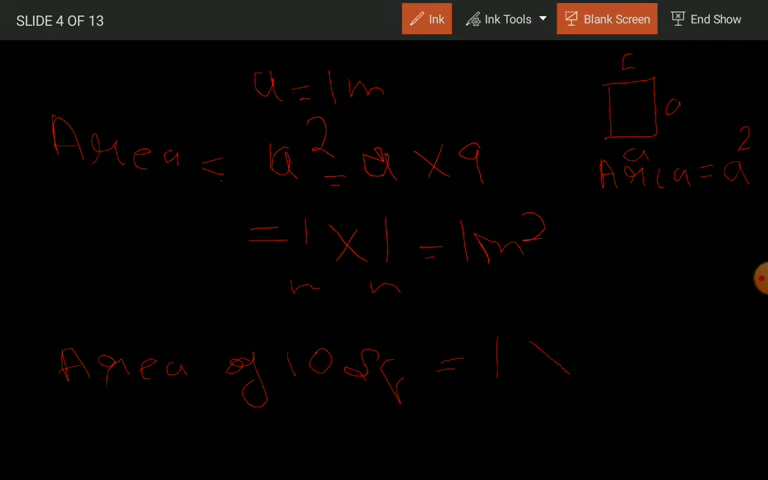 SLIDE 4 OF 13 Ink Ink Tools Blank Screen End Show
a = 1m
Area = a² = a × a
= 1 × 1 = 1m²
m m
Area of 10 Sq = 1 ×
a
a
Area = a²